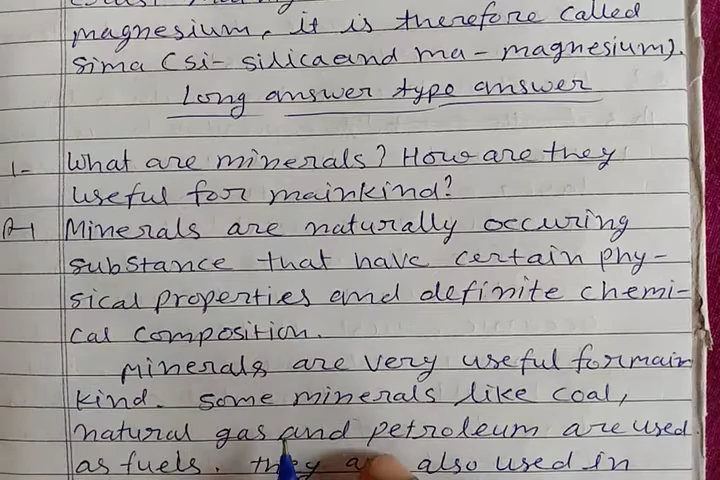 magnesium, it is therefore called
sima (si- silica and ma - magnesium).
Long answer type answer
1- What are minerals? How are they
useful for mainkind?
A-1 Minerals are naturally occuring
substance that have certain phy-
sical properties and definite chemi-
cal composition.
Minerals are very useful for main
kind. Some minerals like coal,
natural gas and petroleum are used
as fuels. they are also used in